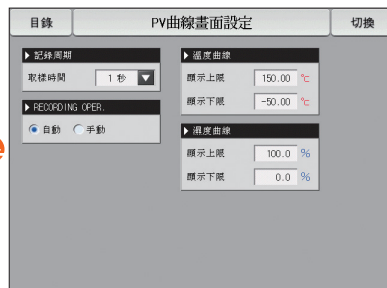 目錄
PV曲線畫面設定
切換
記錄周期
取樣時間 1 秒
RECORDING OPER.
自動 手動
溫度曲線
顯示上限 150.00 ℃
顯示下限 -50.00 ℃
濕度曲線
顯示上限 100.0 %
顯示下限 0.0 %
e